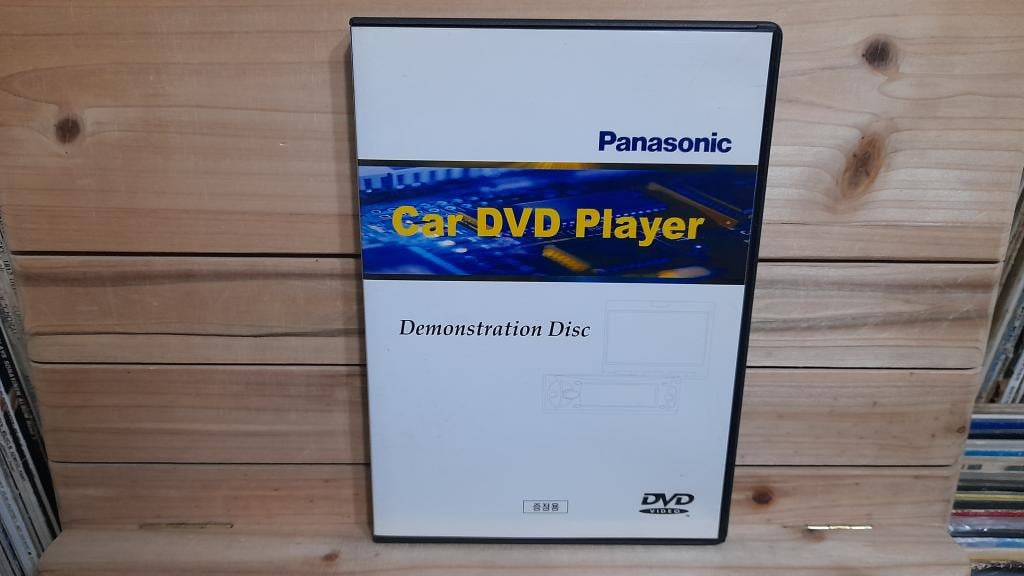 Panasonic
Car DVD Player
Demonstration Disc
증정용
DVD
VIDEO